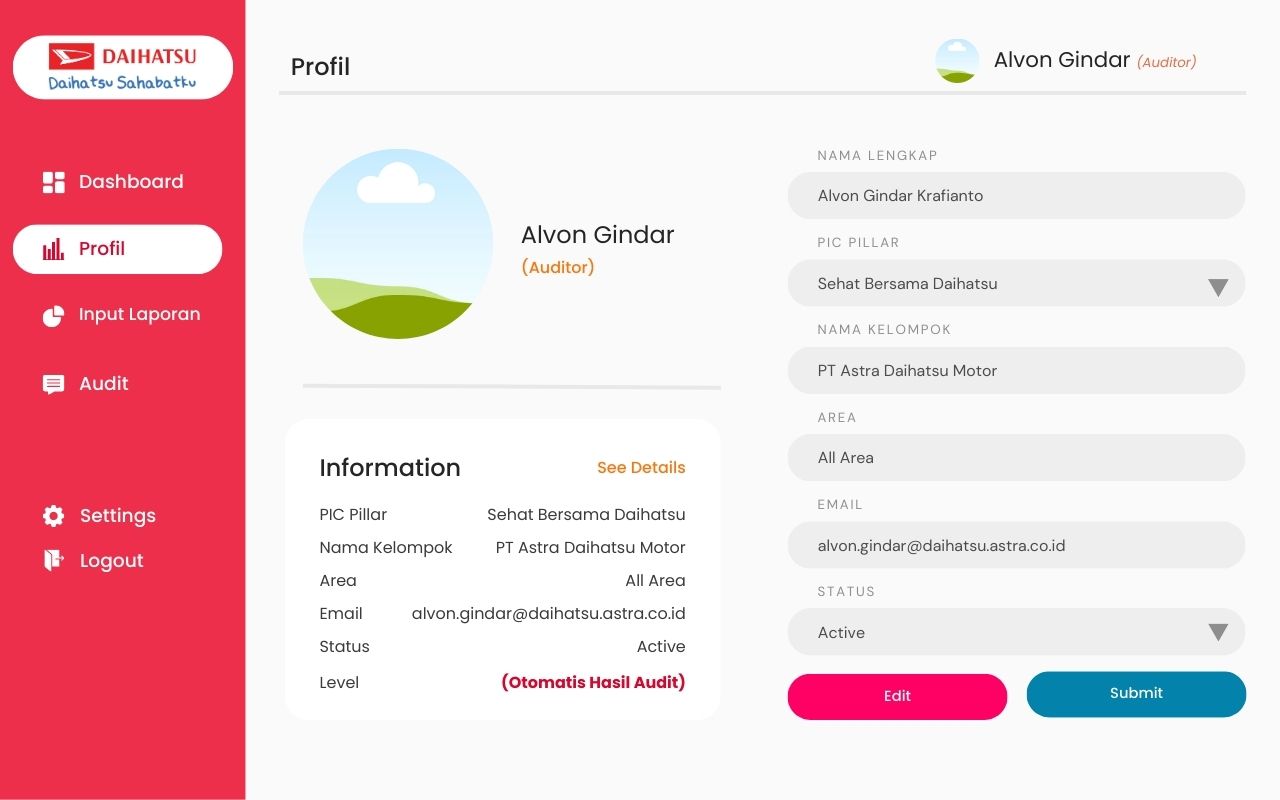 DAIHATSU
Daihatsu Sahabatku
Dashboard
Profil
Input Laporan
Audit
Settings
Logout
Profil
Alvon Gindar (Auditor)
Alvon Gindar
(Auditor)
Information See Details
PIC Pillar Sehat Bersama Daihatsu
Nama Kelompok PT Astra Daihatsu Motor
Area All Area
Email alvon.gindar@daihatsu.astra.co.id
Status Active
Level (Otomatis Hasil Audit)
NAMA LENGKAP
Alvon Gindar Krafianto
PIC PILLAR
Sehat Bersama Daihatsu
NAMA KELOMPOK
PT Astra Daihatsu Motor
AREA
All Area
EMAIL
alvon.gindar@daihatsu.astra.co.id
STATUS
Active
Edit Submit